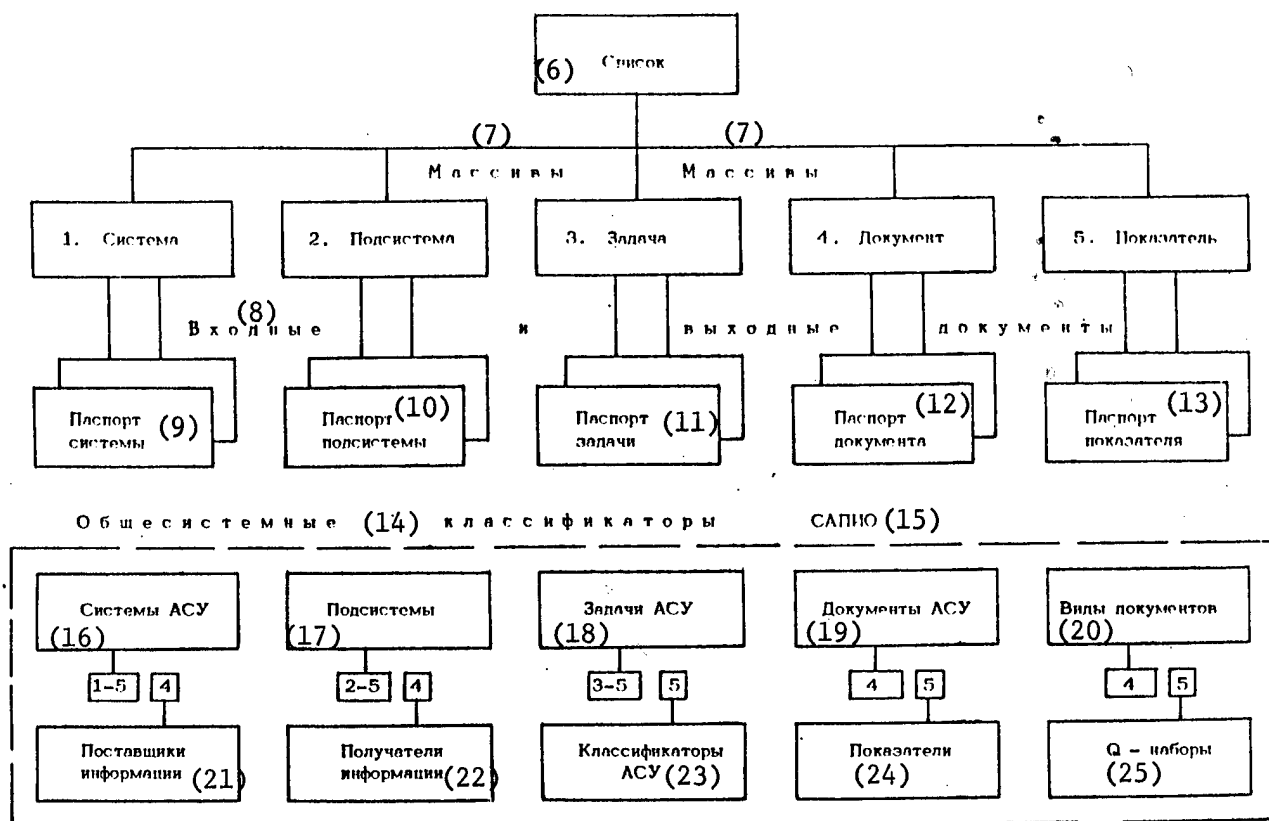 Список
(6)
(7) (7)
Массивы Массивы
1. Система 2. Подсистема 3. Задача 4. Документ 5. Показатель
(8)
Входные и выходные документы
Паспорт системы (9)
Паспорт подсистемы (10)
Паспорт задачи (11)
Паспорт документа (12)
Паспорт показателя (13)
Общесистемные (14) классификаторы САПИО (15)
Системы АСУ (16)
Подсистемы (17)
Задачи АСУ (18)
Документы АСУ (19)
Виды документов (20)
1-5 4 2-5 4 3-5 5 4 5 4 5
Поставщики информации (21)
Получатели информации (22)
Классификаторы АСУ (23)
Показатели (24)
Q - наборы (25)